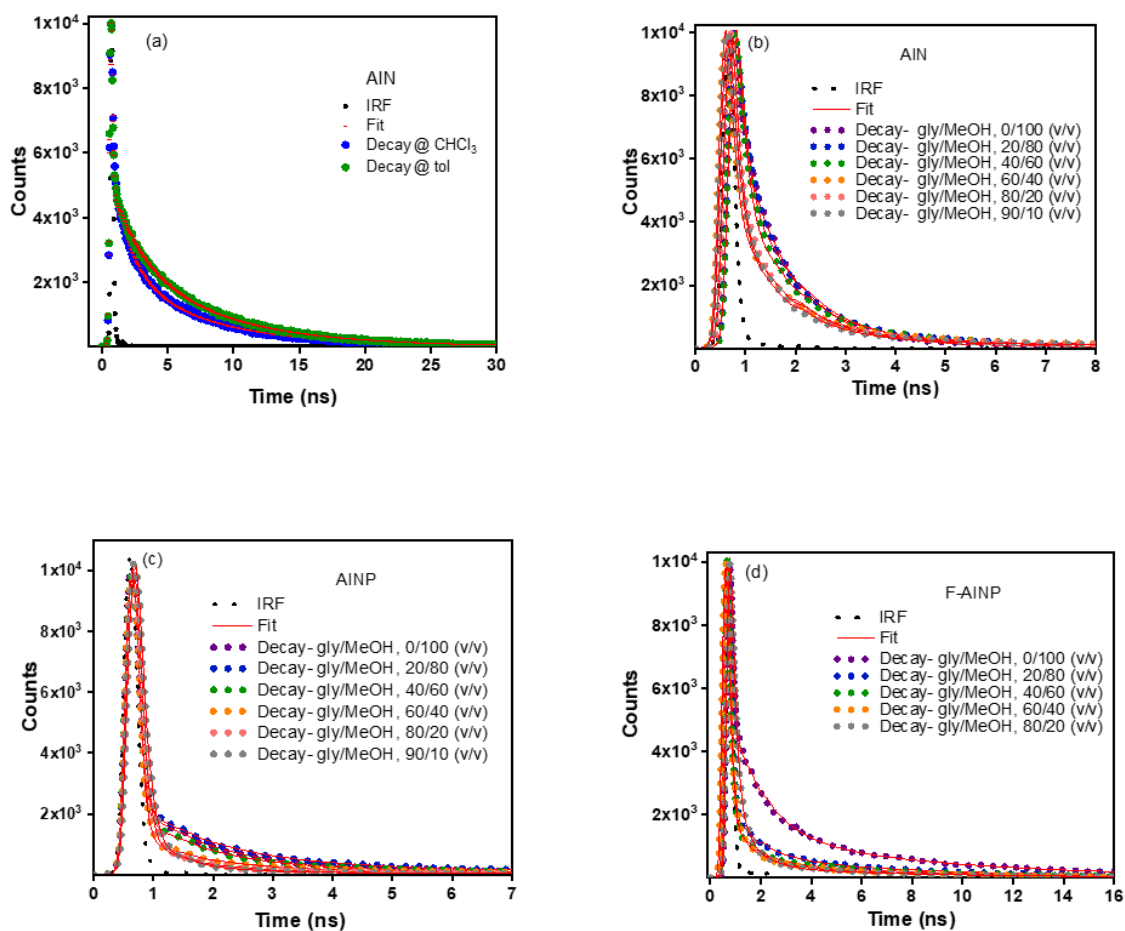 (a)
AIN
IRF
Fit
Decay @ CHCl₃
Decay @ tol
1x10⁴
8x10³
6x10³
4x10³
2x10³
Counts
0 5 10 15 20 25 30
Time (ns)
(b)
AIN
IRF
Fit
Decay- gly/MeOH, 0/100 (v/v)
Decay- gly/MeOH, 20/80 (v/v)
Decay- gly/MeOH, 40/60 (v/v)
Decay- gly/MeOH, 60/40 (v/v)
Decay- gly/MeOH, 80/20 (v/v)
Decay- gly/MeOH, 90/10 (v/v)
1x10⁴
8x10³
6x10³
4x10³
2x10³
Counts
0 1 2 3 4 5 6 7 8
Time (ns)
(c)
AINP
IRF
Fit
Decay- gly/MeOH, 0/100 (v/v)
Decay- gly/MeOH, 20/80 (v/v)
Decay- gly/MeOH, 40/60 (v/v)
Decay- gly/MeOH, 60/40 (v/v)
Decay- gly/MeOH, 80/20 (v/v)
Decay- gly/MeOH, 90/10 (v/v)
1x10⁴
8x10³
6x10³
4x10³
2x10³
Counts
0 1 2 3 4 5 6 7
Time (ns)
(d)
F-AINP
IRF
Fit
Decay- gly/MeOH, 0/100 (v/v)
Decay- gly/MeOH, 20/80 (v/v)
Decay- gly/MeOH, 40/60 (v/v)
Decay- gly/MeOH, 60/40 (v/v)
Decay- gly/MeOH, 80/20 (v/v)
1x10⁴
8x10³
6x10³
4x10³
2x10³
Counts
0 2 4 6 8 10 12 14 16
Time (ns)